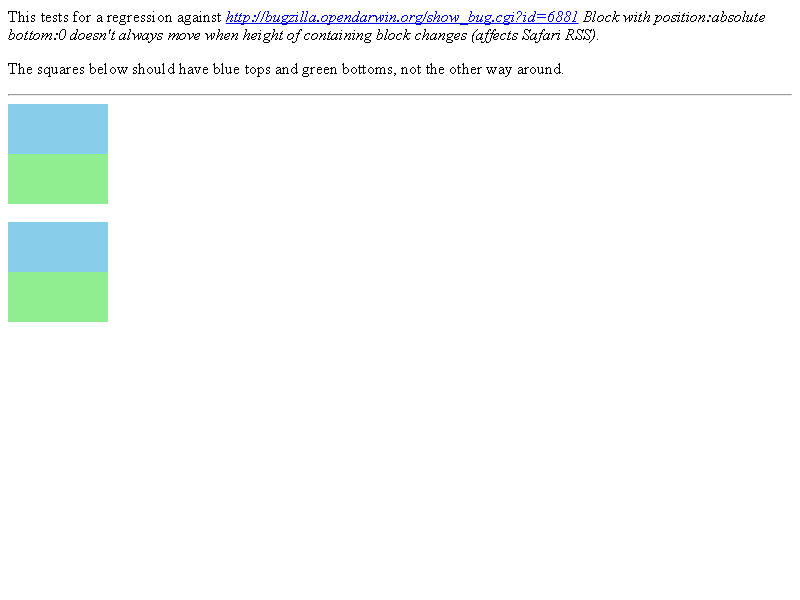 This tests for a regression against http://bugzilla.opendarwin.org/show_bug.cgi?id=6881 Block with position:absolute
bottom:0 doesn't always move when height of containing block changes (affects Safari RSS).
The squares below should have blue tops and green bottoms, not the other way around.